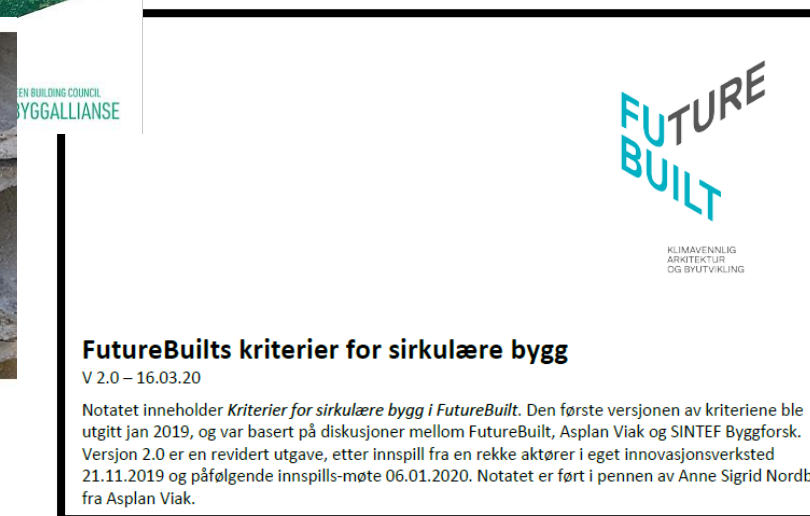 BUILDING COUNCIL
BYGGALLIANSE
FUTURE
BUILT
KLIMAVENNLIG
ARKITEKTUR
OG BYUTVIKLING
FutureBuilts kriterier for sirkulære bygg
V 2.0 – 16.03.20
Notatet inneholder Kriterier for sirkulære bygg i FutureBuilt. Den første versjonen av kriteriene ble
utgitt jan 2019, og var basert på diskusjoner mellom FutureBuilt, Asplan Viak og SINTEF Byggforsk.
Versjon 2.0 er en revidert utgave, etter innspill fra en rekke aktører i eget innovasjonsverksted
21.11.2019 og påfølgende innspills-møte 06.01.2020. Notatet er ført i pennen av Anne Sigrid
fra Asplan Viak.